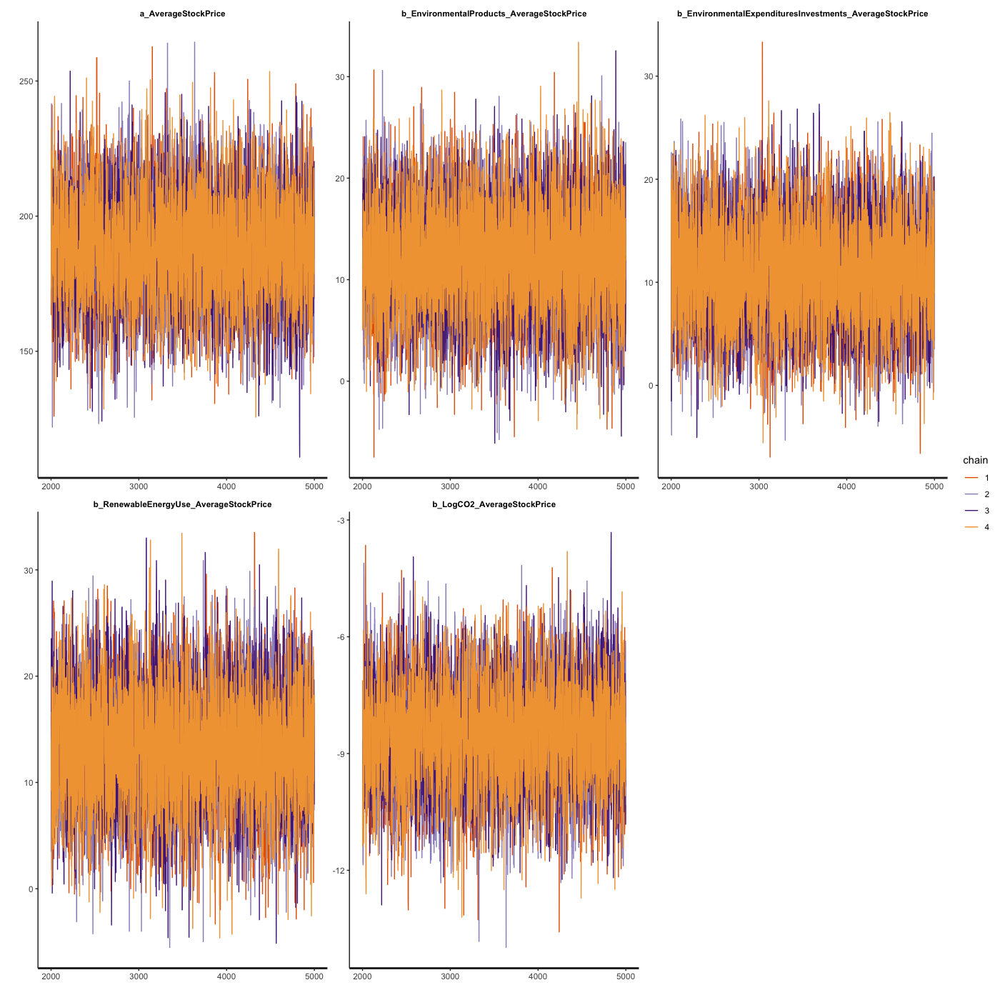 a_AverageStockPrice
b_EnvironmentalProducts_AverageStockPrice
b_EnvironmentalExpendituresInvestments_AverageStockPrice
250
200
150
2000 3000 4000 5000
30
20
10
0
2000 3000 4000 5000
30
20
10
0
2000 3000 4000 5000
chain
1
2
3
4
b_RenewableEnergyUse_AverageStockPrice
b_LogCO2_AverageStockPrice
30
20
10
0
2000 3000 4000 5000
-3
-6
-9
-12
2000 3000 4000 5000